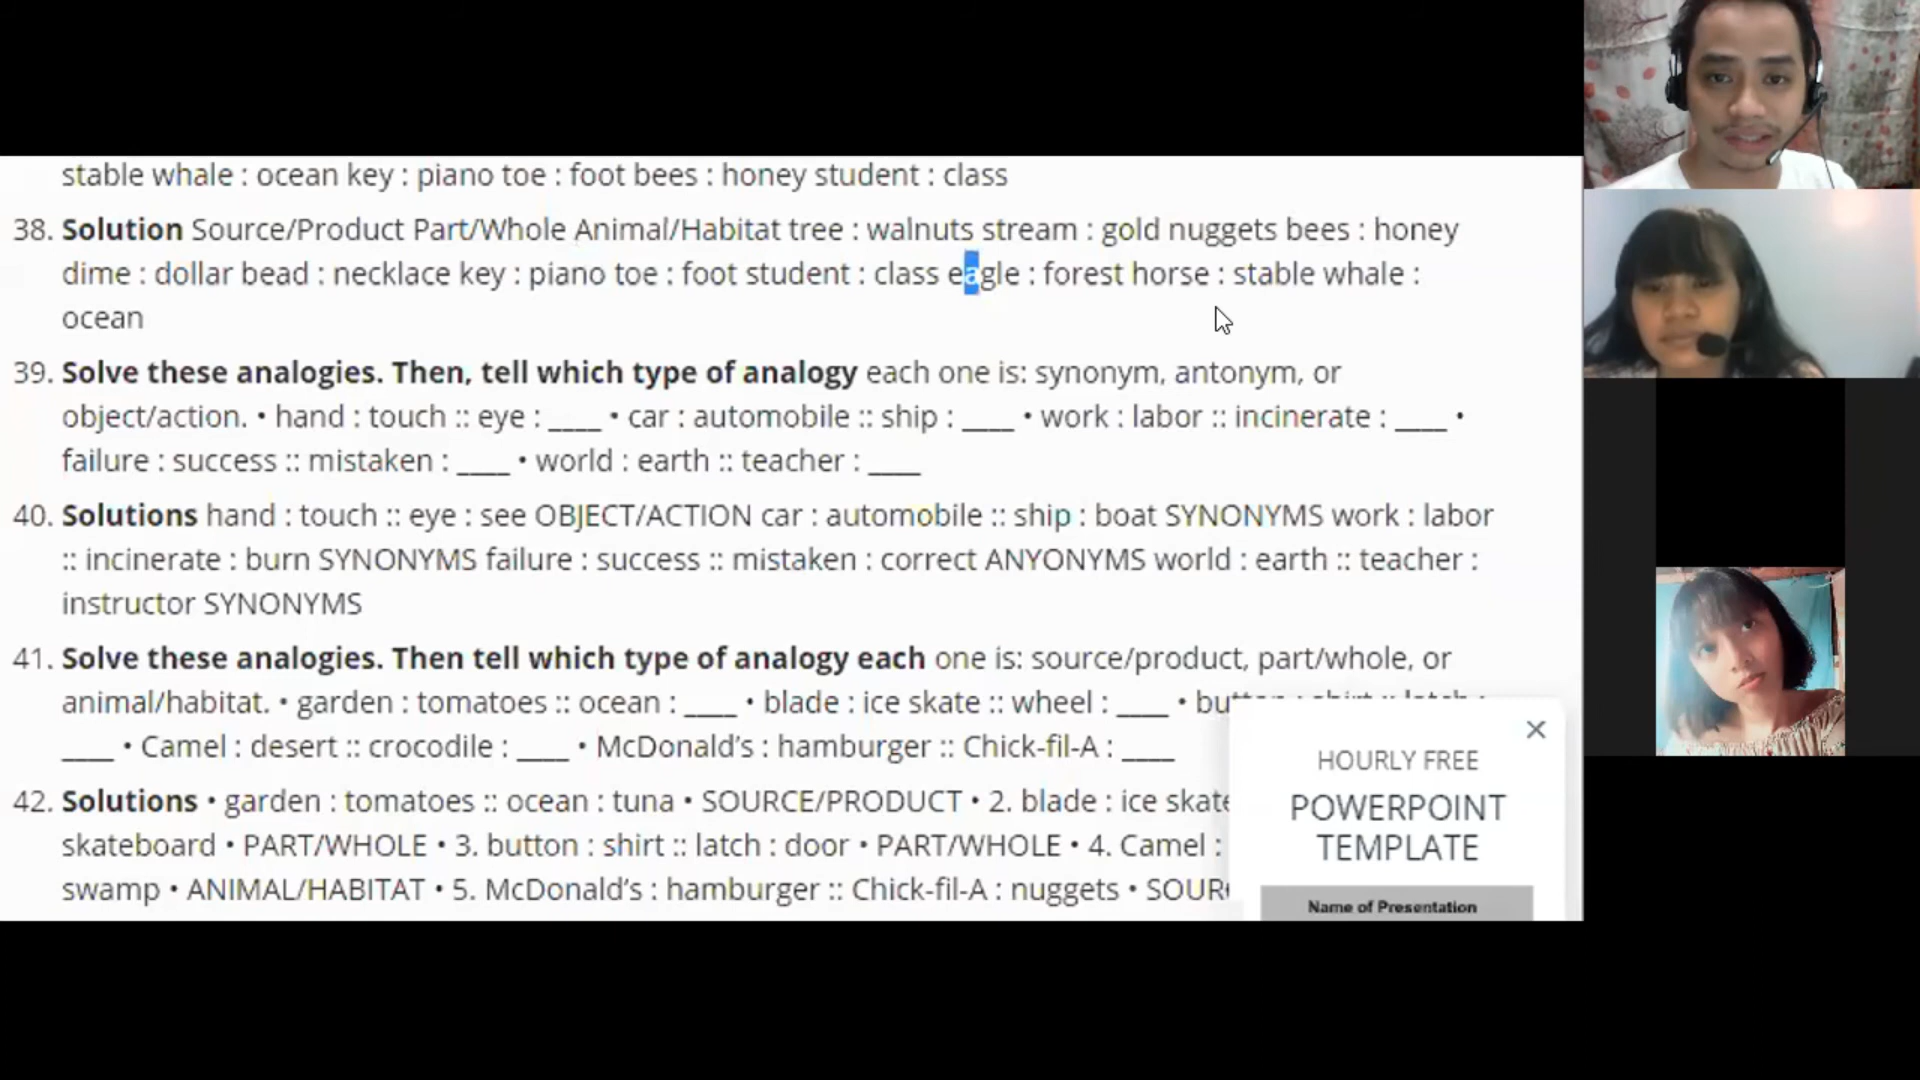 stable whale : ocean key : piano toe : foot bees : honey student : class
38. Solution Source/Product Part/Whole Animal/Habitat tree : walnuts stream : gold nuggets bees : honey
dime : dollar bead : necklace key : piano toe : foot student : class eagle : forest horse : stable whale :
ocean
39. Solve these analogies. Then, tell which type of analogy each one is: synonym, antonym, or
object/action. • hand : touch :: eye : ____ • car : automobile :: ship : ____ • work : labor :: incinerate : ____ •
failure : success :: mistaken : ____ • world : earth :: teacher : ____
40. Solutions hand : touch :: eye : see OBJECT/ACTION car : automobile :: ship : boat SYNONYMS work : labor
:: incinerate : burn SYNONYMS failure : success :: mistaken : correct ANYONYMS world : earth :: teacher :
instructor SYNONYMS
41. Solve these analogies. Then tell which type of analogy each one is: source/product, part/whole, or
animal/habitat. • garden : tomatoes :: ocean : ____ • blade : ice skate :: wheel : ____ • button : shirt :: latch :
____ • Camel : desert :: crocodile : ____ • McDonald's : hamburger :: Chick-fil-A : ____
42. Solutions • garden : tomatoes :: ocean : tuna • SOURCE/PRODUCT • 2. blade : ice skate
skateboard • PART/WHOLE • 3. button : shirt :: latch : door • PART/WHOLE • 4. Camel :
swamp • ANIMAL/HABITAT • 5. McDonald's : hamburger :: Chick-fil-A : nuggets •
HOURLY FREE
POWERPOINT
TEMPLATE
Name of Presentation